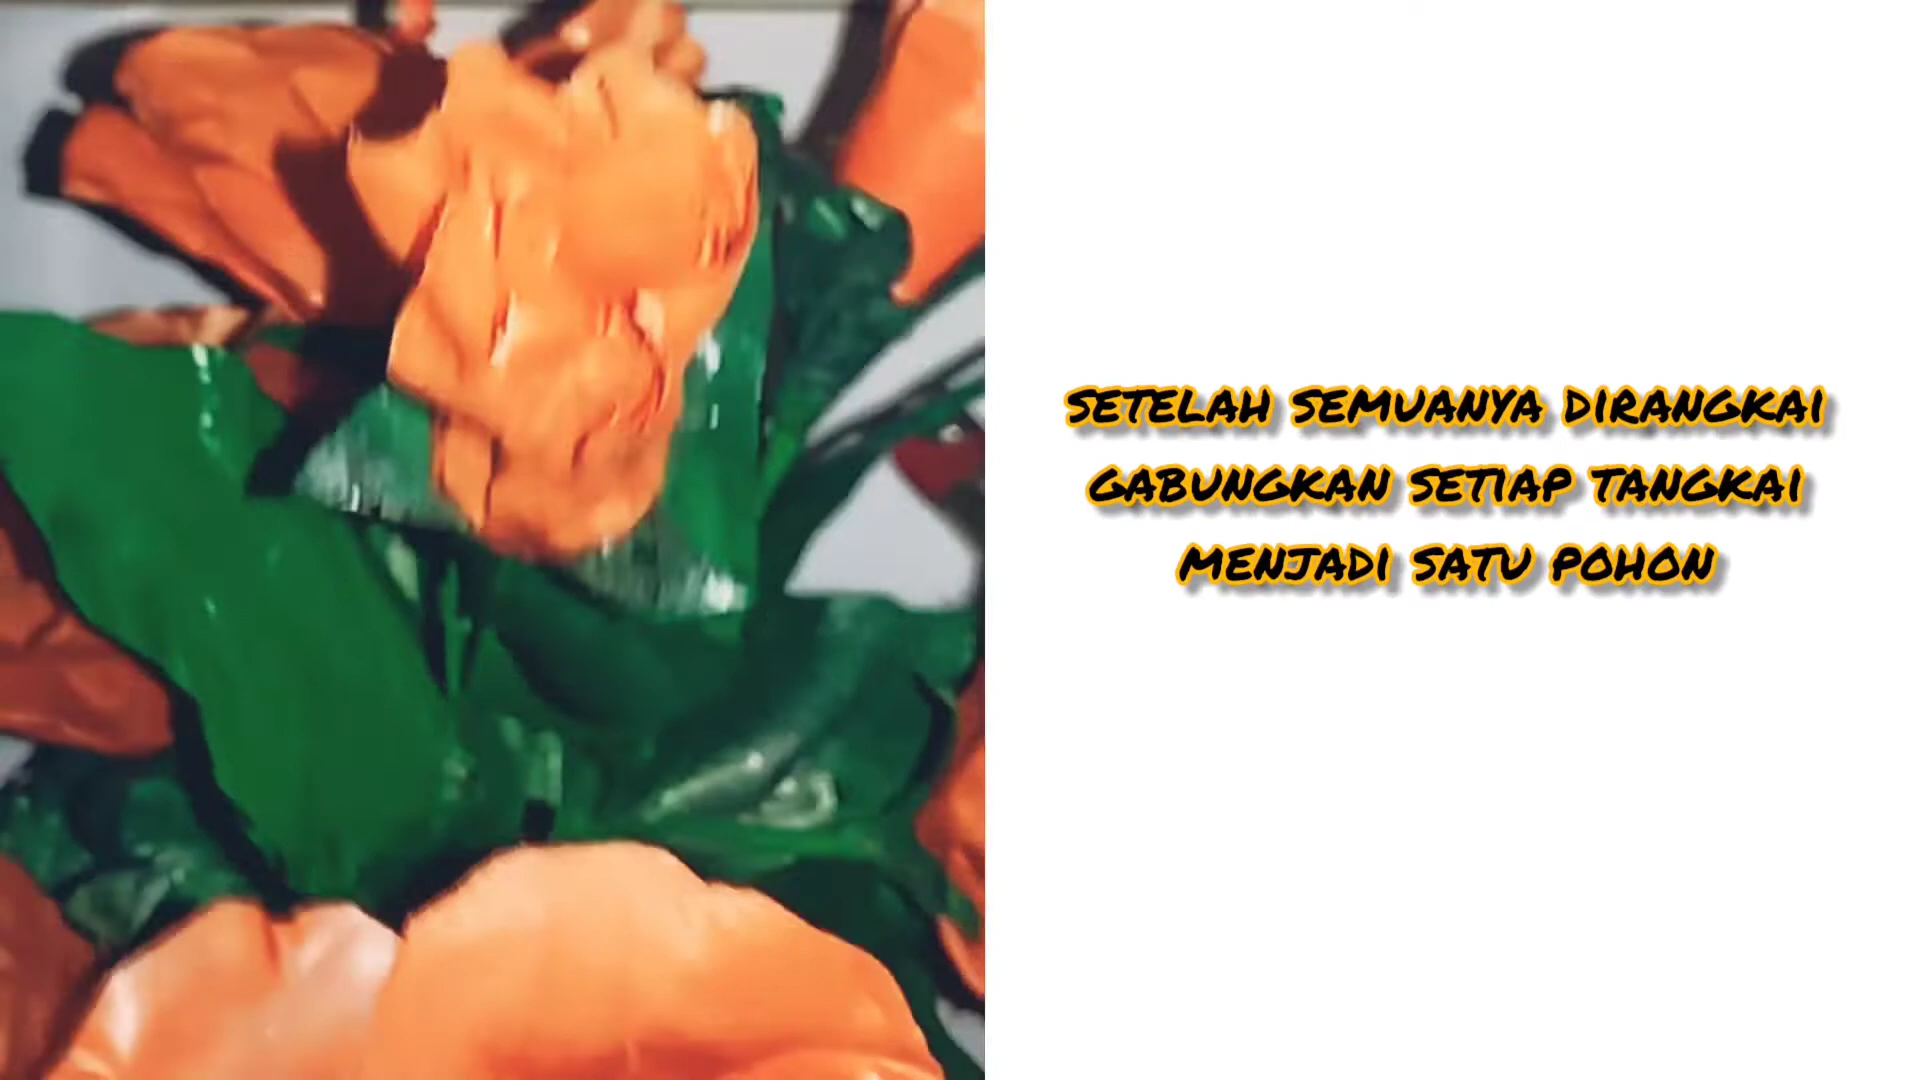 SETELAH SEMUANYA DIRANGKAI
GABUNGKAN SETIAP TANGKAI
MENJADI SATU POHON